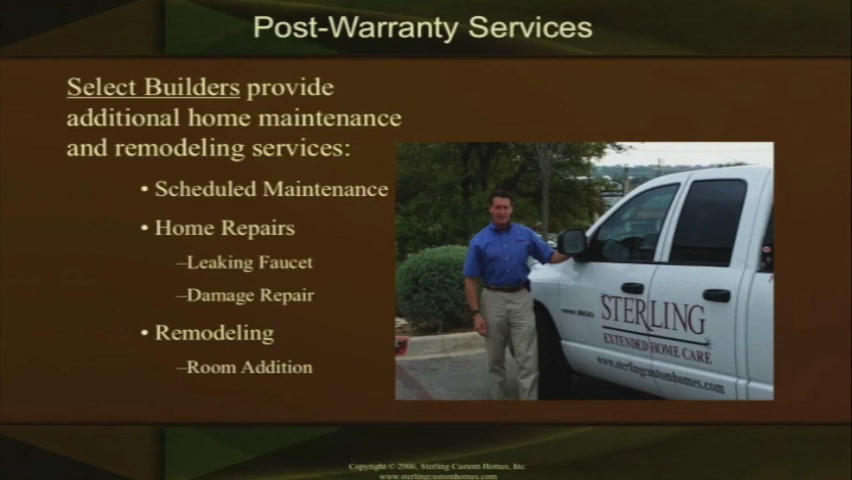 Post-Warranty Services
Select Builders provide
additional home maintenance
and remodeling services:
• Scheduled Maintenance
• Home Repairs
–Leaking Faucet
–Damage Repair
• Remodeling
–Room Addition
STERLING
EXTENDED HOME CARE
www.sterlingcustomhomes.com
Copyright © 2006, Sterling Custom Homes, Inc.
www.sterlingcustomhomes.com